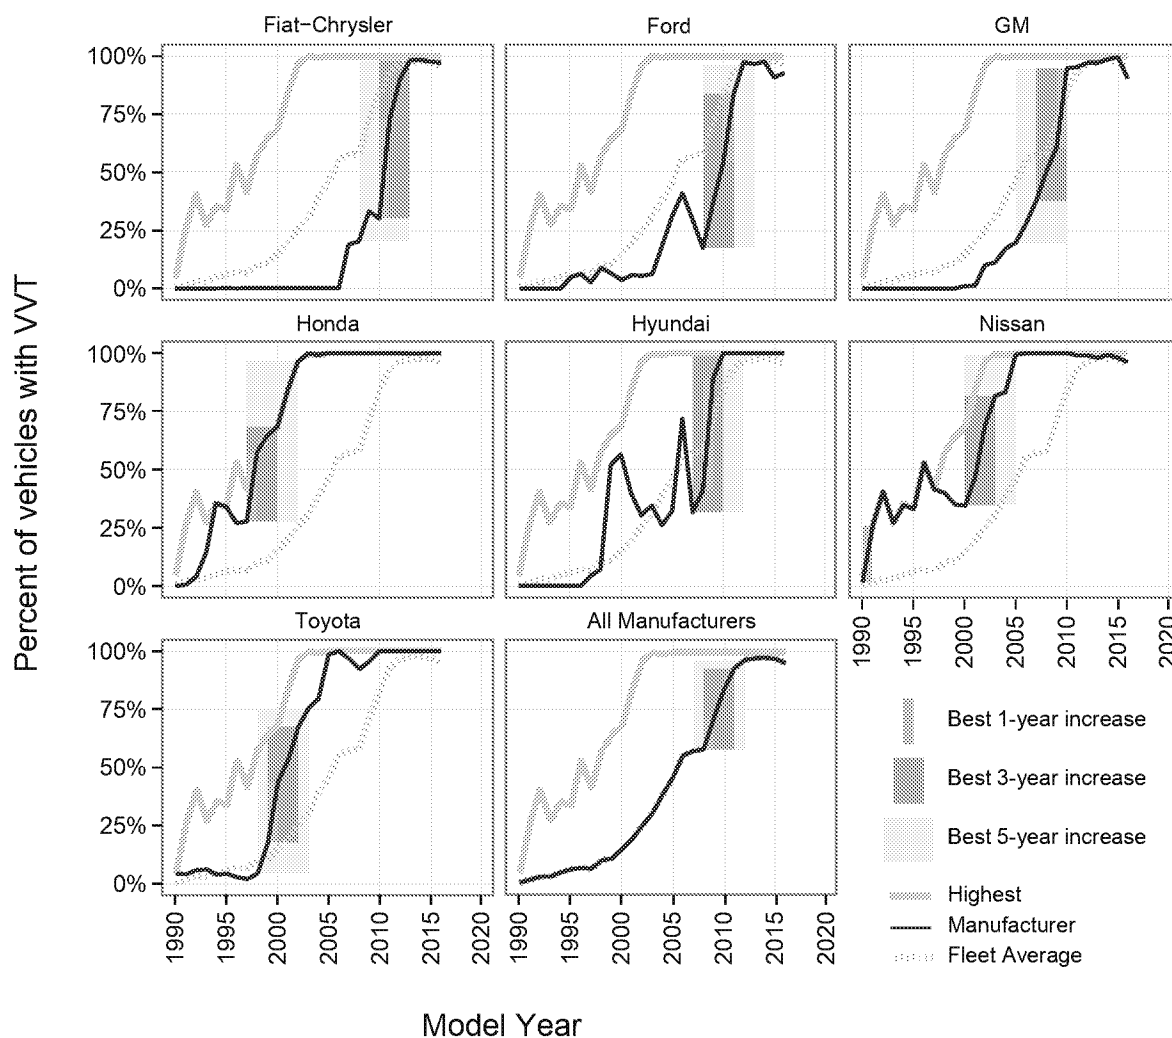 Fiat−Chrysler Ford GM
100%
75%
50%
25%
0%
Honda Hyundai Nissan
100%
75%
50%
25%
0%
Toyota All Manufacturers
100%
75%
50%
25%
0%
1990 1995 2000 2005 2010 2015 2020
1990 1995 2000 2005 2010 2015 2020
1990 1995 2000 2005 2010 2015 2020
Percent of vehicles with VVT
Model Year
Best 1-year increase
Best 3-year increase
Best 5-year increase
Highest
Manufacturer
Fleet Average